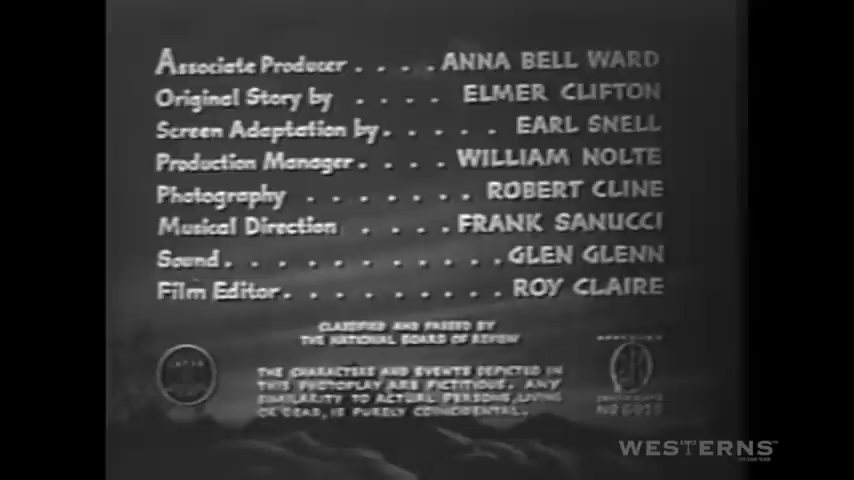 Associate Producer . . . . ANNA BELL WARD
Original Story by . . . . ELMER CLIFTON
Screen Adaptation by . . . . . EARL SNELL
Production Manager . . . . WILLIAM NOLTE
Photography . . . . . . . ROBERT CLINE
Musical Direction . . . . FRANK SANUCCI
Sound . . . . . . . . . . . GLEN GLENN
Film Editor . . . . . . . . . ROY CLAIRE
CLASSIFIED AND PASSED BY
THE NATIONAL BOARD OF REVIEW
THE CHARACTERS AND EVENTS DEPICTED IN
THIS PHOTOPLAY ARE FICTITIOUS. ANY
SIMILARITY TO ACTUAL PERSONS, LIVING
OR DEAD, IS PURELY COINCIDENTAL.
APPROVED
CERTIFICATE
NO
WESTERNS